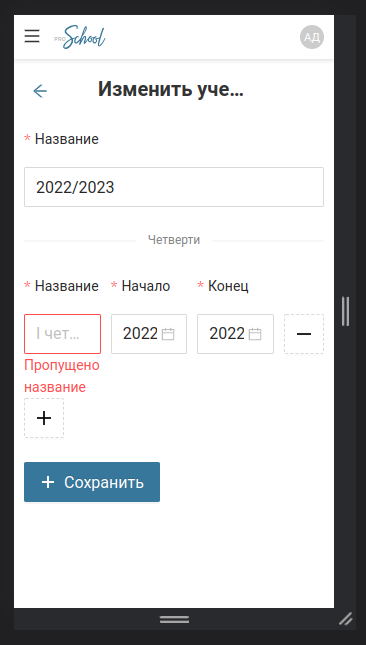 PRO School
АД
Изменить уче...
* Название
2022/2023
Четверти
* Название * Начало * Конец
I чет... 2022 2022
Пропущено
название
Сохранить